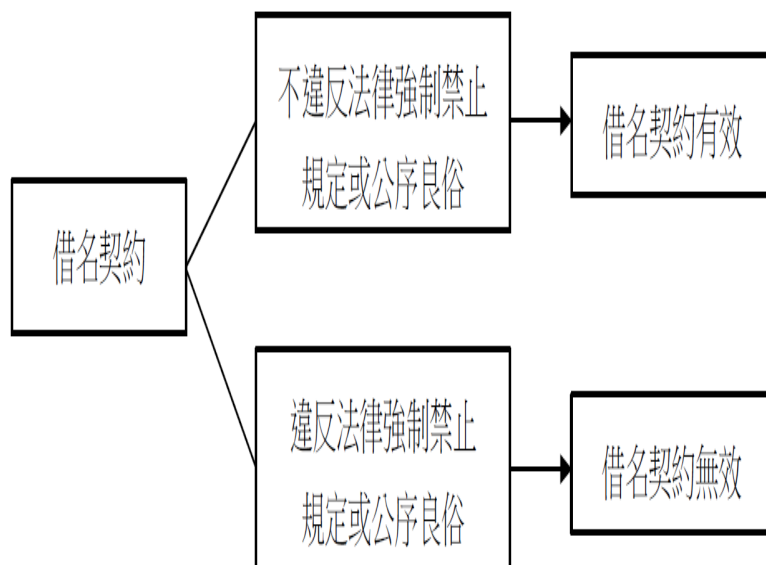 借名契約
不違反法律強制禁止
規定或公序良俗
借名契約有效
違反法律強制禁止
規定或公序良俗
借名契約無效